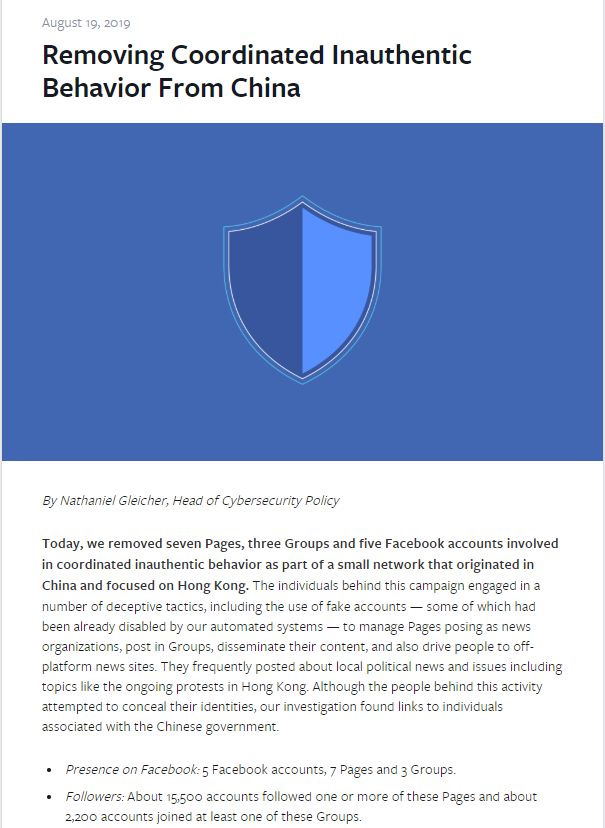 August 19, 2019
Removing Coordinated Inauthentic
Behavior From China
By Nathaniel Gleicher, Head of Cybersecurity Policy
Today, we removed seven Pages, three Groups and five Facebook accounts involved
in coordinated inauthentic behavior as part of a small network that originated in
China and focused on Hong Kong. The individuals behind this campaign engaged in a
number of deceptive tactics, including the use of fake accounts — some of which had
been already disabled by our automated systems — to manage Pages posing as news
organizations, post in Groups, disseminate their content, and also drive people to off-
platform news sites. They frequently posted about local political news and issues including
topics like the ongoing protests in Hong Kong. Although the people behind this activity
attempted to conceal their identities, our investigation found links to individuals
associated with the Chinese government.
• Presence on Facebook: 5 Facebook accounts, 7 Pages and 3 Groups.
• Followers: About 15,500 accounts followed one or more of these Pages and about
2,200 accounts joined at least one of these Groups.